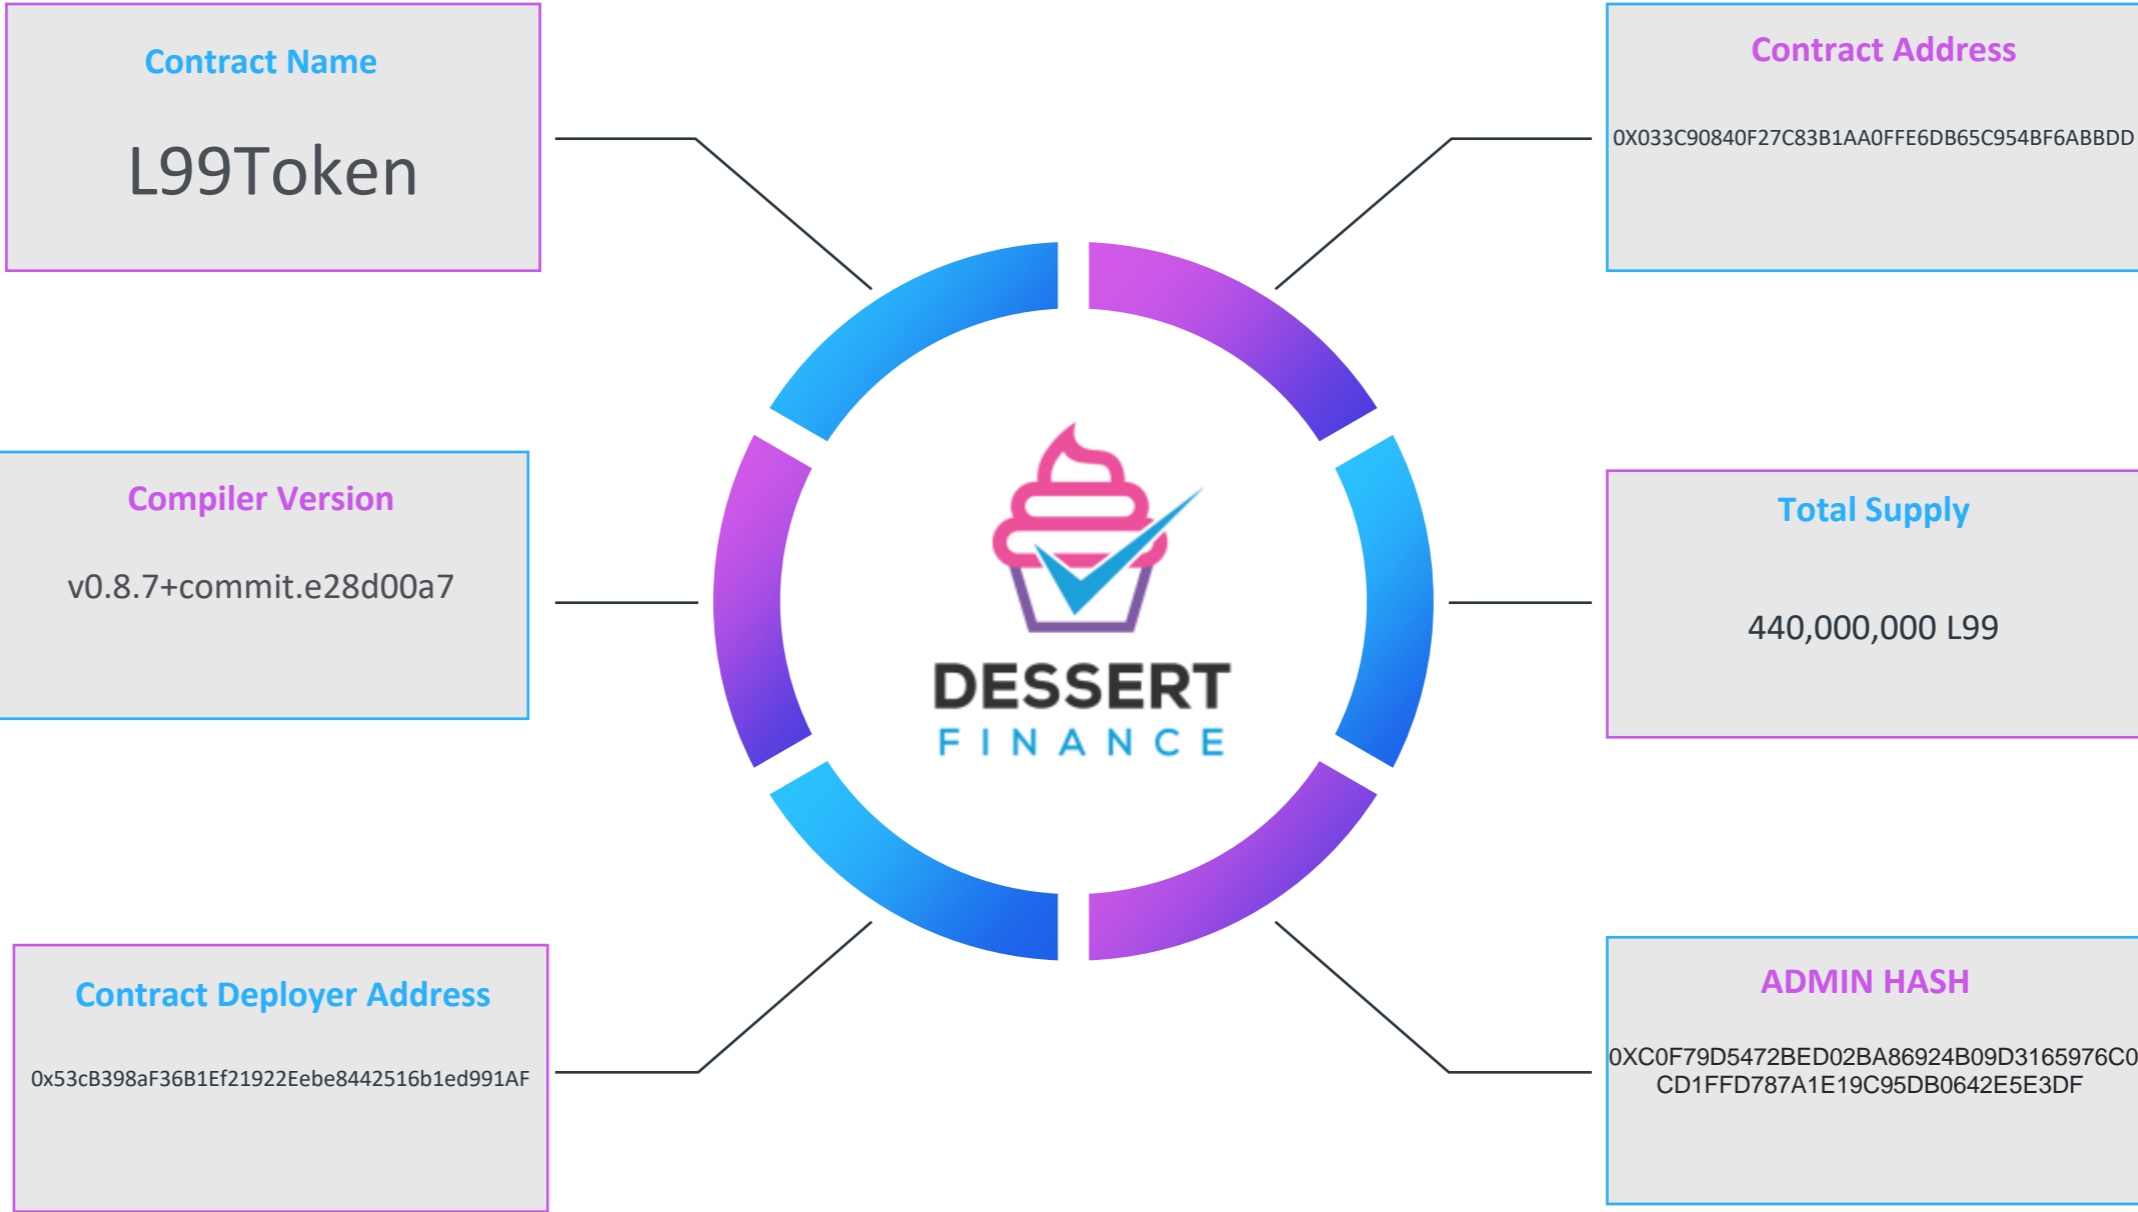 Contract Name
L99Token
Contract Address
0X033C90840F27C83B1AA0FFE6DB65C954BF6ABBDD
Compiler Version
v0.8.7+commit.e28d00a7
DESSERT
FINANCE
Total Supply
440,000,000 L99
Contract Deployer Address
0x53cB398aF36B1Ef21922Eebe8442516b1ed991AF
ADMIN HASH
0XC0F79D5472BED02BA86924B09D3165976C0
CD1FFD787A1E19C95DB0642E5E3DF